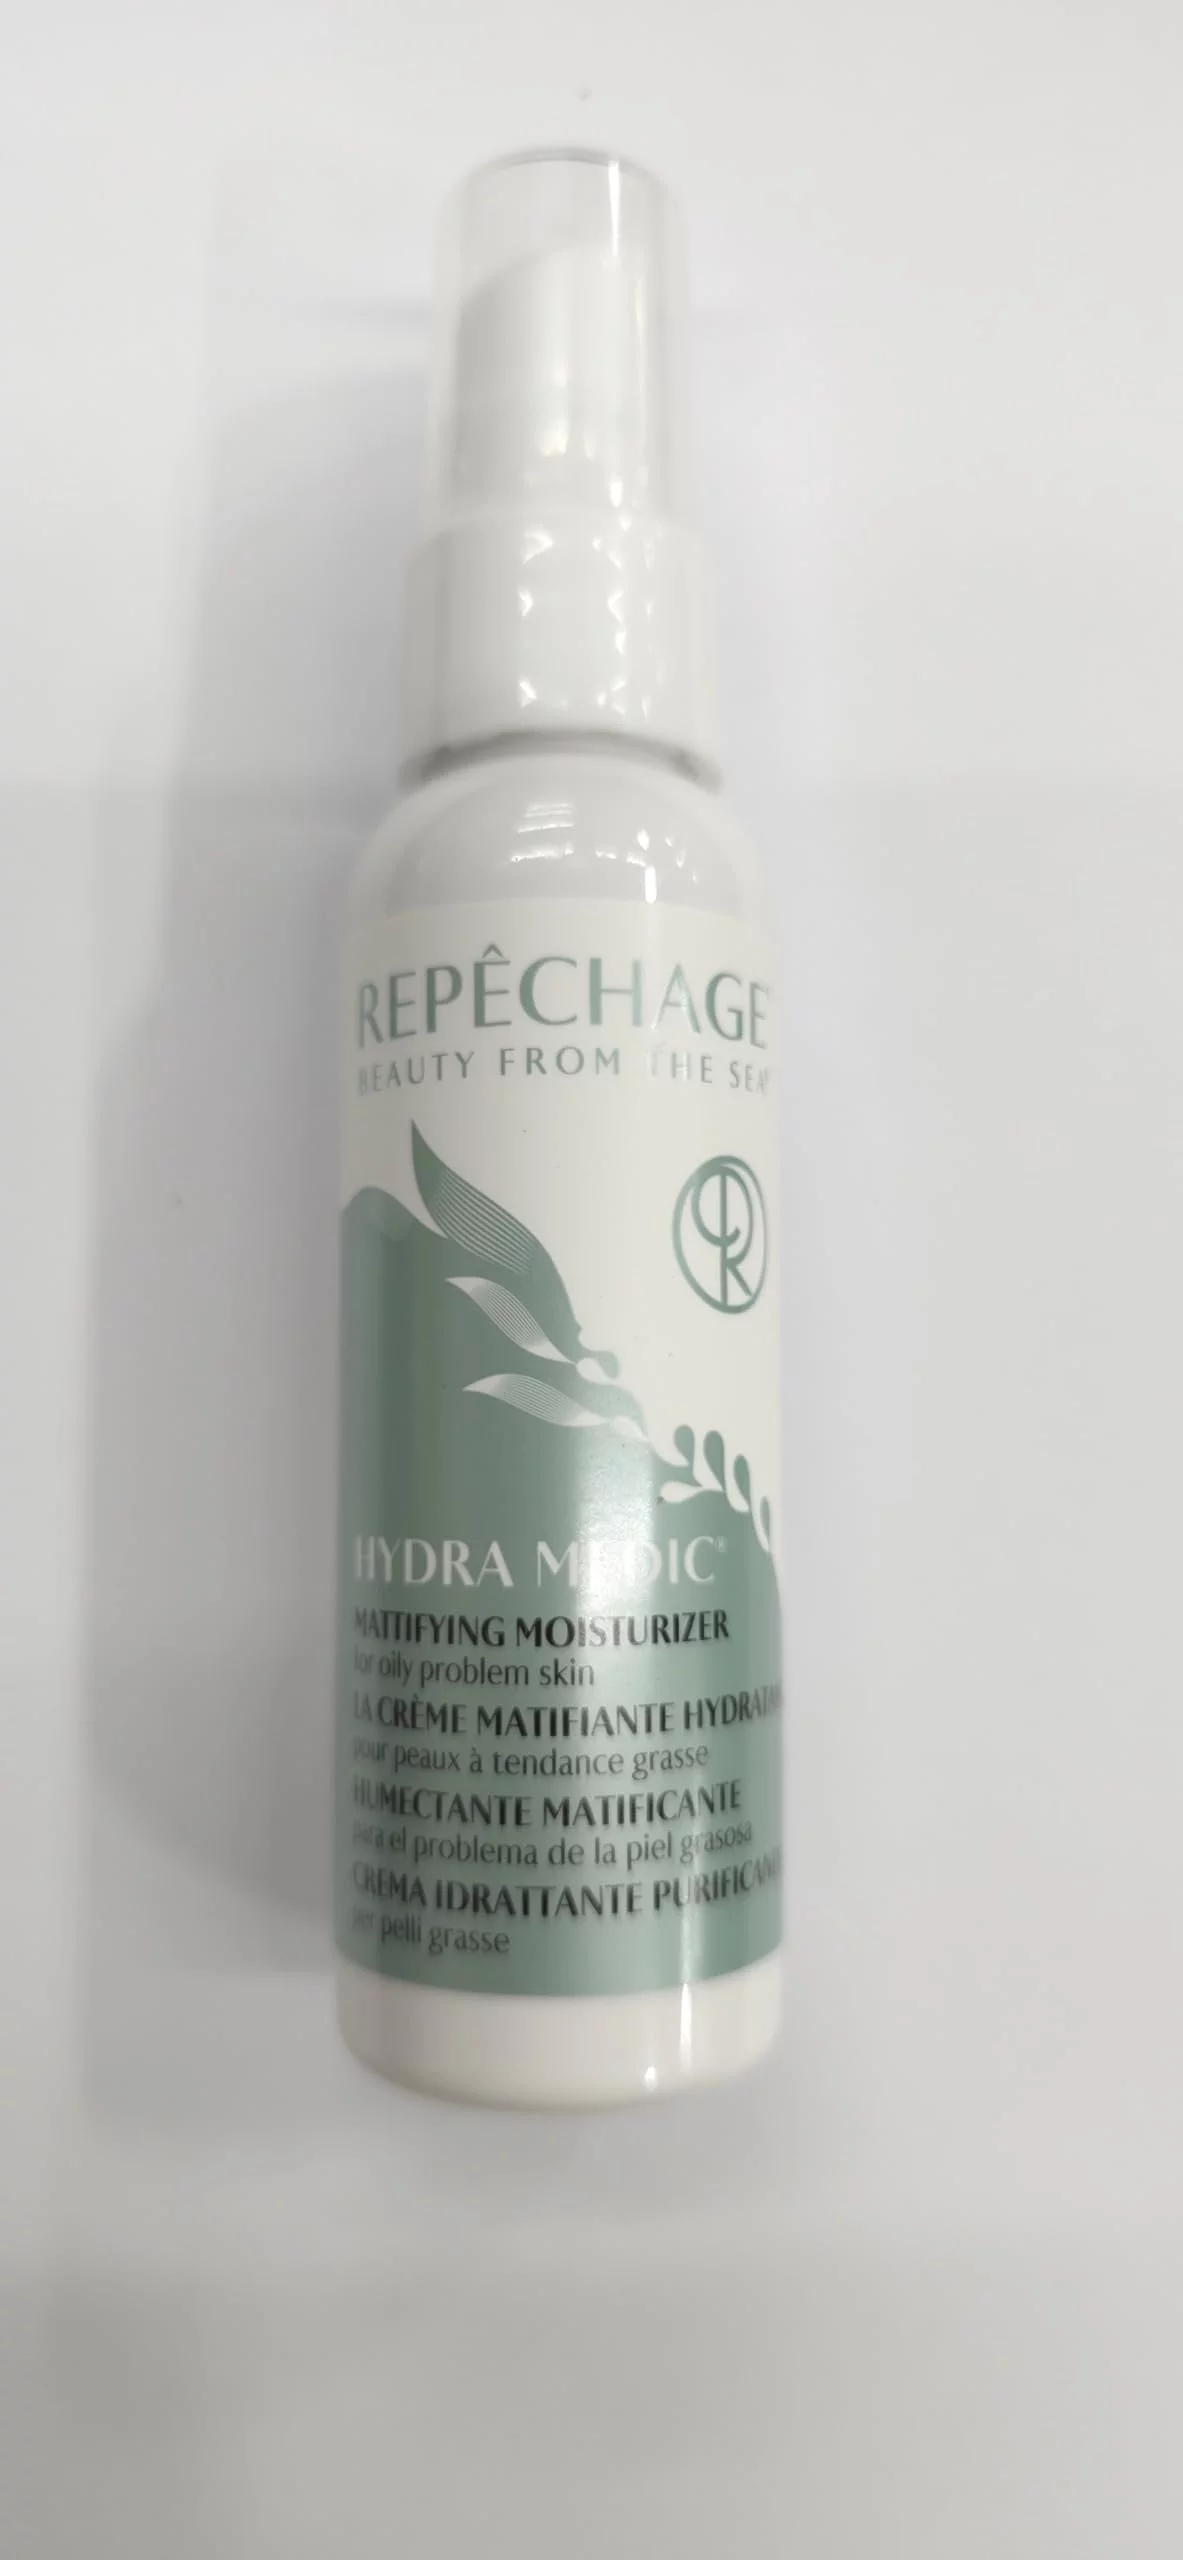 REPÊCHAGE
BEAUTY FROM THE SEA
HYDRA MEDIC®
MATTIFYING MOISTURIZER
for oily problem skin
LA CRÈME MATIFIANTE
pour peaux à tendance grasse
HUMECTANTE MATIFICANTE
para el problema de la piel grasosa
CREMA IDRATTANTE
per pelli grasse